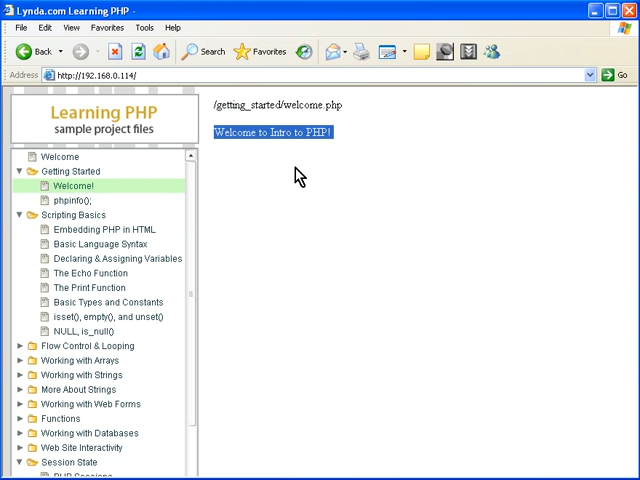 Lynda.com Learning PHP -
File Edit View Favorites Tools Help
Back Search Favorites
Address http://192.168.0.114/ Go
Learning PHP
sample project files
/getting_started/welcome.php
Welcome to Intro to PHP!
Welcome
Getting Started
Welcome!
phpinfo();
Scripting Basics
Embedding PHP in HTML
Basic Language Syntax
Declaring & Assigning Variables
The Echo Function
The Print Function
Basic Types and Constants
isset(), empty(), and unset()
NULL, is_null()
Flow Control & Looping
Working with Arrays
Working with Strings
More About Strings
Working with Web Forms
Functions
Working with Databases
Web Site Interactivity
Session State
PHP Sessions